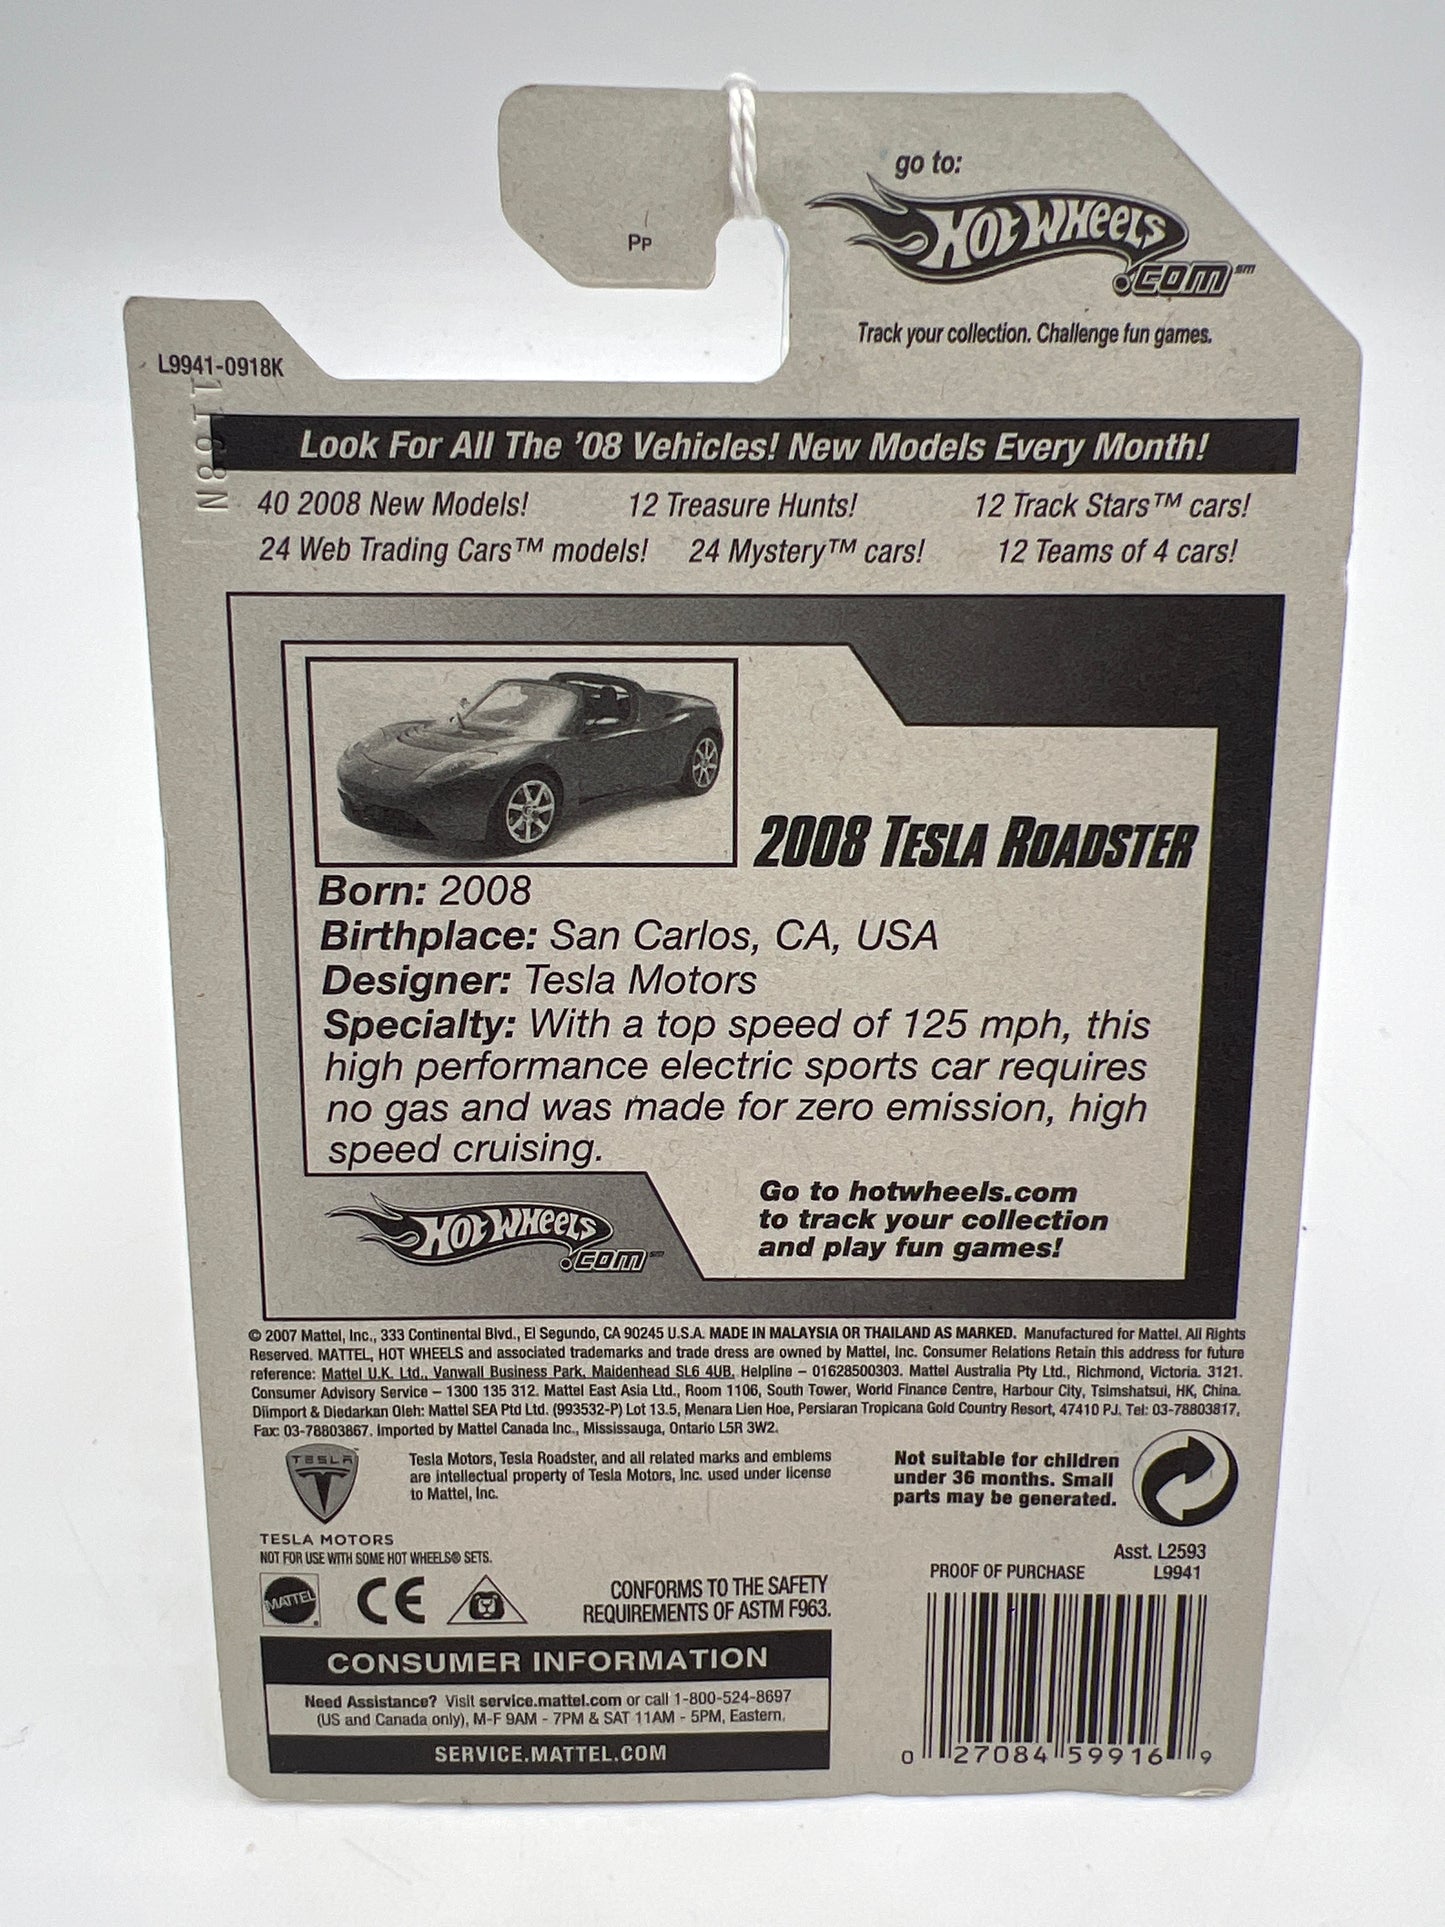 go to:
Hot Wheels
.com℠
Track your collection. Challenge fun games.
Pp
L9941-0918K
1168N
Look For All The '08 Vehicles! New Models Every Month!
40 2008 New Models! 12 Treasure Hunts! 12 Track Stars™ cars!
24 Web Trading Cars™ models! 24 Mystery™ cars! 12 Teams of 4 cars!
2008 Tesla Roadster
Born: 2008
Birthplace: San Carlos, CA, USA
Designer: Tesla Motors
Specialty: With a top speed of 125 mph, this
high performance electric sports car requires
no gas and was made for zero emission, high
speed cruising.
Hot Wheels
.com℠
Go to hotwheels.com
to track your collection
and play fun games!
© 2007 Mattel, Inc., 333 Continental Blvd., El Segundo, CA 90245 U.S.A. MADE IN MALAYSIA OR THAILAND AS MARKED. Manufactured for Mattel. All Rights
Reserved. MATTEL, HOT WHEELS and associated trademarks and trade dress are owned by Mattel, Inc. Consumer Relations Retain this address for future
reference: Mattel U.K. Ltd., Vanwall Business Park, Maidenhead SL6 4UB. Helpline – 01628500303. Mattel Australia Pty Ltd., Richmond, Victoria. 3121.
Consumer Advisory Service – 1300 135 312. Mattel East Asia Ltd., Room 1106, South Tower, World Finance Centre, Harbour City, Tsimshatsui, HK, China.
Diimport & Diedarkan Oleh: Mattel SEA Ptd Ltd. (993532-P) Lot 13.5, Menara Lien Hoe, Persiaran Tropicana Gold Country Resort, 47410 PJ. Tel: 03-78803817,
Fax: 03-78803867. Imported by Mattel Canada Inc., Mississauga, Ontario L5R 3W2.
TESLA
TESLA MOTORS
Tesla Motors, Tesla Roadster, and all related marks and emblems
are intellectual property of Tesla Motors, Inc. used under license
to Mattel, Inc.
Not suitable for children
under 36 months. Small
parts may be generated.
NOT FOR USE WITH SOME HOT WHEELS® SETS.
MATTEL
CE
CONFORMS TO THE SAFETY
REQUIREMENTS OF ASTM F963.
Asst. L2593
PROOF OF PURCHASE L9941
CONSUMER INFORMATION
Need Assistance? Visit service.mattel.com or call 1-800-524-8697
(US and Canada only), M-F 9AM - 7PM & SAT 11AM - 5PM, Eastern.
SERVICE.MATTEL.COM
0 27084 59916 9